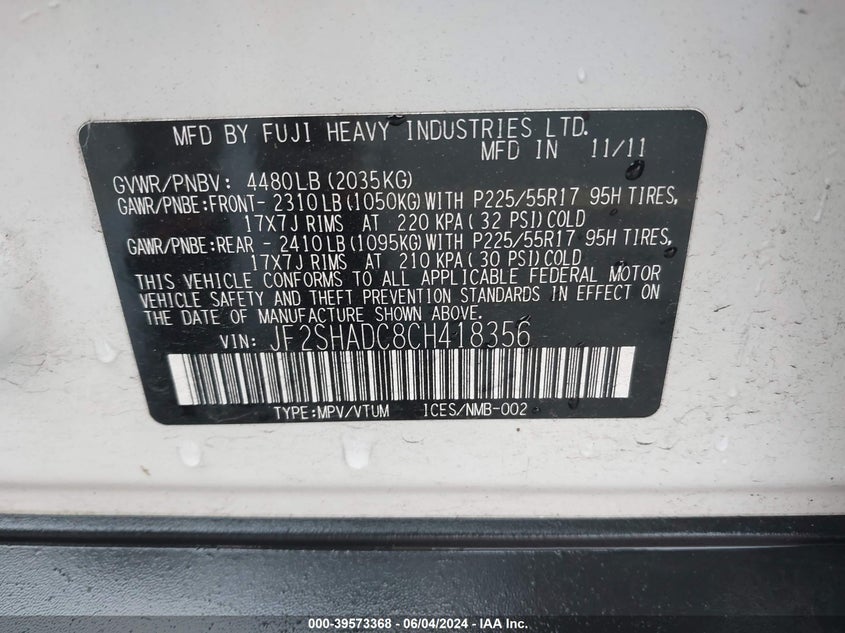 MFD BY FUJI HEAVY INDUSTRIES LTD.
MFD IN 11/11
GVWR/PNBV: 4480LB (2035KG)
GAWR/PNBE:FRONT- 2310LB (1050KG) WITH P225/55R17 95H TIRES,
17X7J RIMS AT 220 KPA ( 32 PSI) COLD
GAWR/PNBE:REAR - 2410LB (1095KG) WITH P225/55R17 95H TIRES,
17X7J RIMS AT 210 KPA ( 30 PSI) COLD
THIS VEHICLE CONFORMS TO ALL APPLICABLE FEDERAL MOTOR
VEHICLE SAFETY AND THEFT PREVENTION STANDARDS IN EFFECT ON
THE DATE OF MANUFACTURE SHOWN ABOVE.
VIN: JF2SHADC8CH418356
TYPE:MPV/VTUM ICES/NMB-002
000-39573368 - 06/04/2024 - IAA Inc.